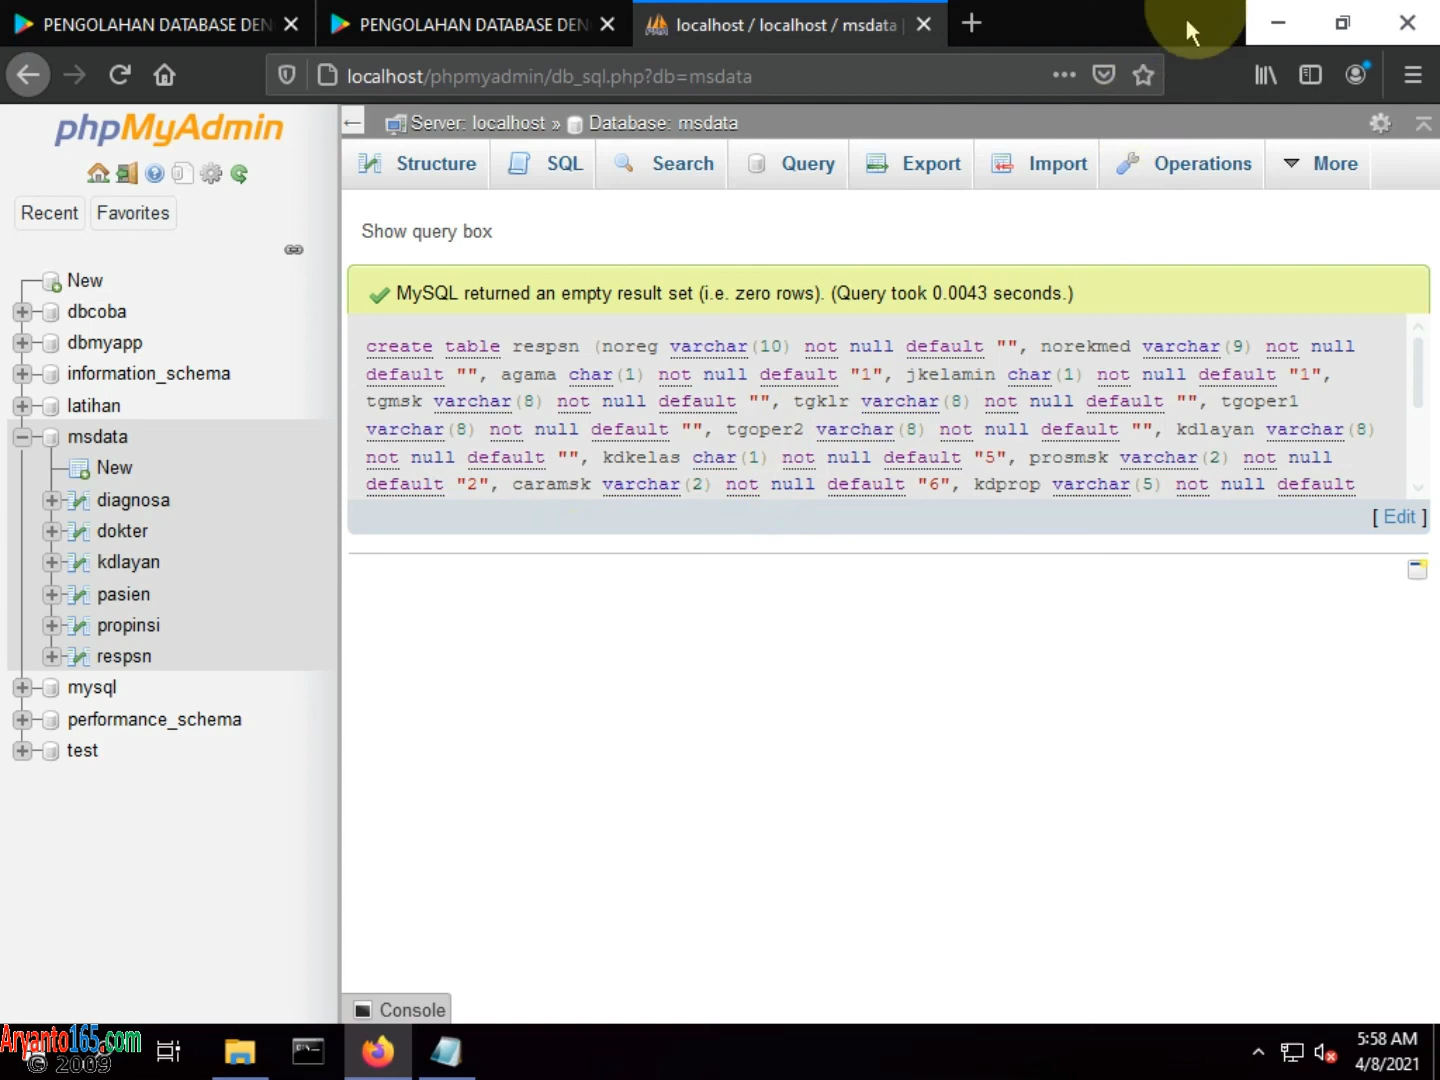 PENGOLAHAN DATABASE DEN
PENGOLAHAN DATABASE DEN
localhost / localhost / msdata |
localhost/phpmyadmin/db_sql.php?db=msdata
phpMyAdmin
Recent
Favorites
New
dbcoba
dbmyapp
information_schema
latihan
msdata
New
diagnosa
dokter
kdlayan
pasien
propinsi
respsn
mysql
performance_schema
test
Server: localhost » Database: msdata
Structure
SQL
Search
Query
Export
Import
Operations
More
Show query box
MySQL returned an empty result set (i.e. zero rows). (Query took 0.0043 seconds.)
create table respsn (noreg varchar(10) not null default "", norekmed varchar(9) not null
default "", agama char(1) not null default "1", jkelamin char(1) not null default "1",
tgmsk varchar(8) not null default "", tgklr varchar(8) not null default "", tgoper1
varchar(8) not null default "", tgoper2 varchar(8) not null default "", kdlayan varchar(8)
not null default "", kdkelas char(1) not null default "5", prosmsk varchar(2) not null
default "2", caramsk varchar(2) not null default "6", kdprop varchar(5) not null default
[ Edit ]
Console
Aryanto165.com
© 2009
5:58 AM
4/8/2021